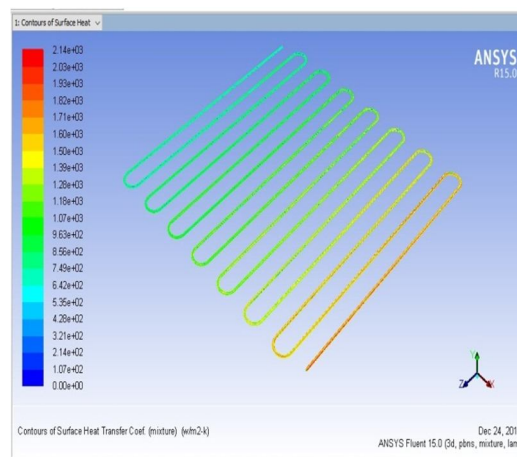 1: Contours of Surface Heat
ANSYS
R15.0
2.14e+03
2.03e+03
1.93e+03
1.82e+03
1.71e+03
1.60e+03
1.50e+03
1.39e+03
1.28e+03
1.18e+03
1.07e+03
9.63e+02
8.56e+02
7.49e+02
6.42e+02
5.35e+02
4.28e+02
3.21e+02
2.14e+02
1.07e+02
0.00e+00
Y
Z
X
Contours of Surface Heat Transfer Coef. (mixture) (w/m2-k)
Dec 24, 201
ANSYS Fluent 15.0 (3d, pbns, mixture, lam